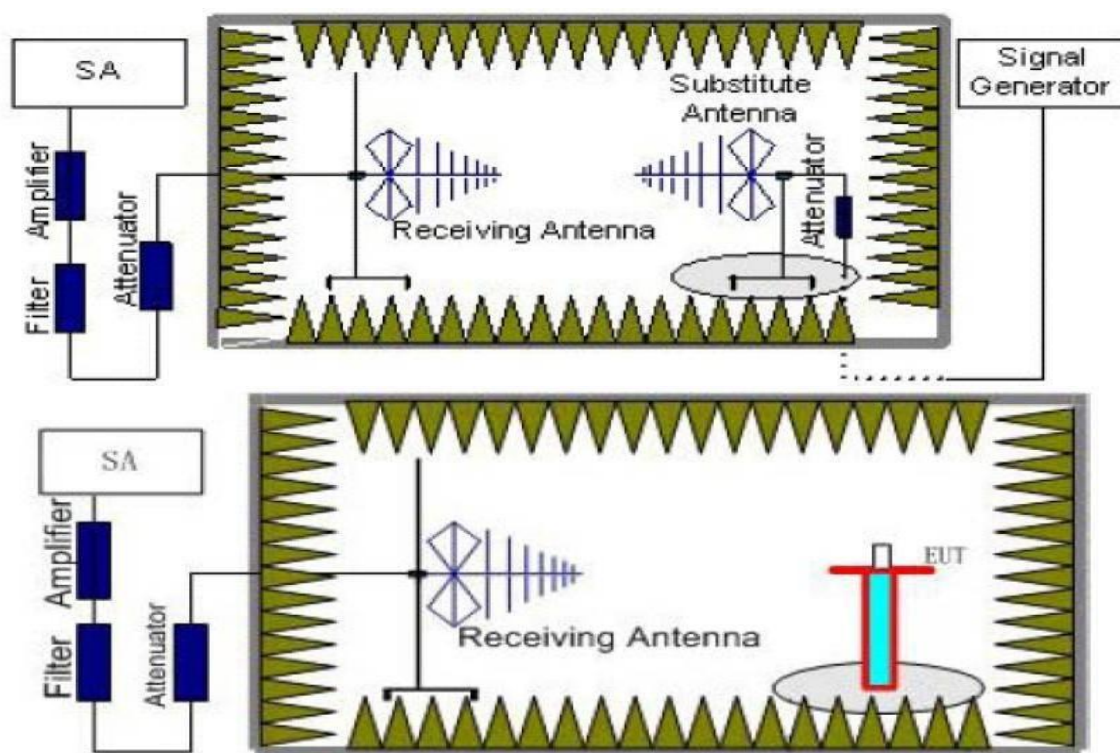 SA
Signal
Generator
Substitute
Antenna
Amplifier
Attenuator
Filter
Receiving Antenna
Attenuator
SA
Amplifier
EUT
Filter
Attenuator
Receiving Antenna